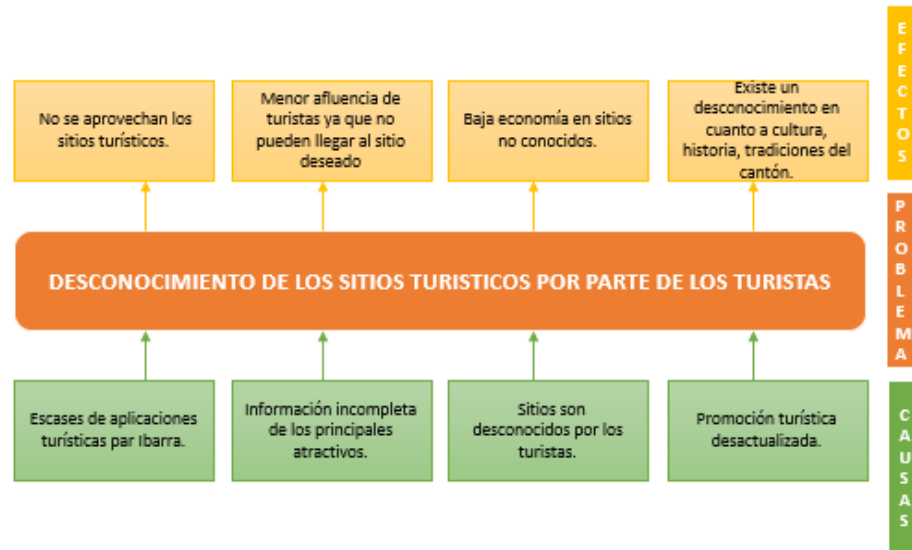 No se aprovechan los
sitios turísticos.
Menor afluencia de
turistas ya que no
pueden llegar al sitio
deseado
Baja economía en sitios
no conocidos.
Existe un
desconocimiento en
cuanto a cultura,
historia, tradiciones del
cantón.
EFECTOS
DESCONOCIMIENTO DE LOS SITIOS TURISTICOS POR PARTE DE LOS TURISTAS
PROBLEMA
Escases de aplicaciones
turísticas par Ibarra.
Información incompleta
de los principales
atractivos.
Sitios son
desconocidos por los
turistas.
Promoción turística
desactualizada.
CAUSAS